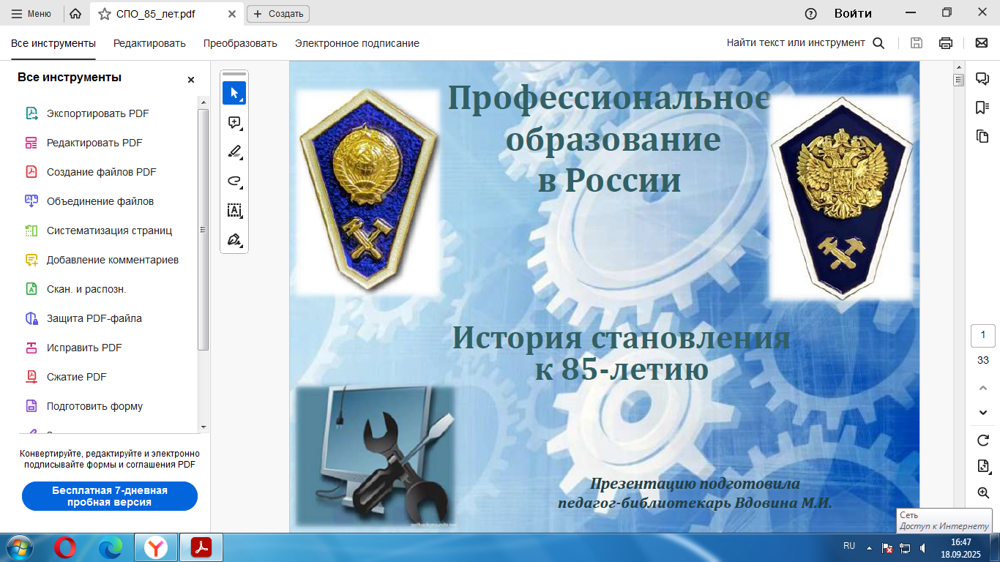 Меню
СПО_85_лет.pdf
Создать
Войти
Все инструменты
Редактировать
Преобразовать
Электронное подписание
Найти текст или инструмент
Все инструменты
Экспортировать PDF
Редактировать PDF
Создание файлов PDF
Объединение файлов
Систематизация страниц
Добавление комментариев
Скан. и распозн.
Защита PDF-файла
Исправить PDF
Сжатие PDF
Подготовить форму
Конвертируйте, редактируйте и электронно
подписывайте формы и соглашения PDF
Бесплатная 7-дневная
пробная версия
Профессиональное
образование
в России
История становления
к 85-летию
Презентацию подготовила
педагог-библиотекарь Вдовина М.И.
1
33
Сеть
Доступ к Интернету
RU
16:47
18.09.2025